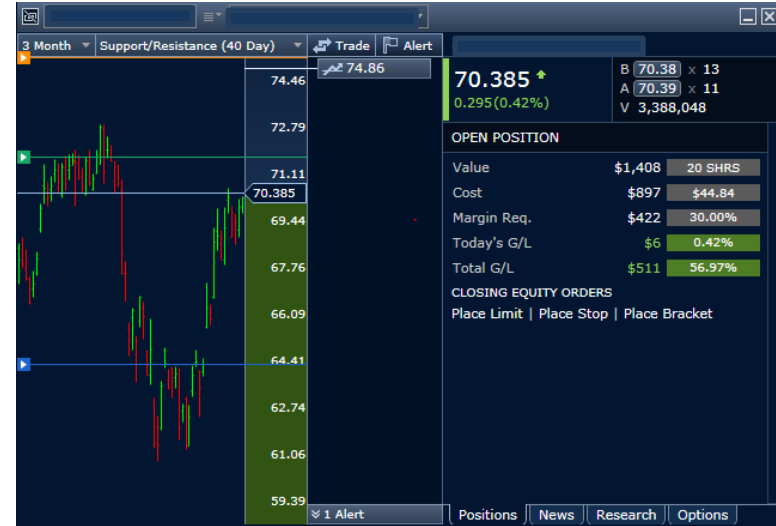 3 Month Support/Resistance (40 Day) Trade Alert
74.86
74.46
72.79
71.11
70.385
69.44
67.76
66.09
64.41
62.74
61.06
59.39
1 Alert
70.385
0.295(0.42%)
B 70.38 x 13
A 70.39 x 11
V 3,388,048
OPEN POSITION
Value $1,408 20 SHRS
Cost $897 $44.84
Margin Req. $422 30.00%
Today's G/L $6 0.42%
Total G/L $511 56.97%
CLOSING EQUITY ORDERS
Place Limit | Place Stop | Place Bracket
Positions News Research Options